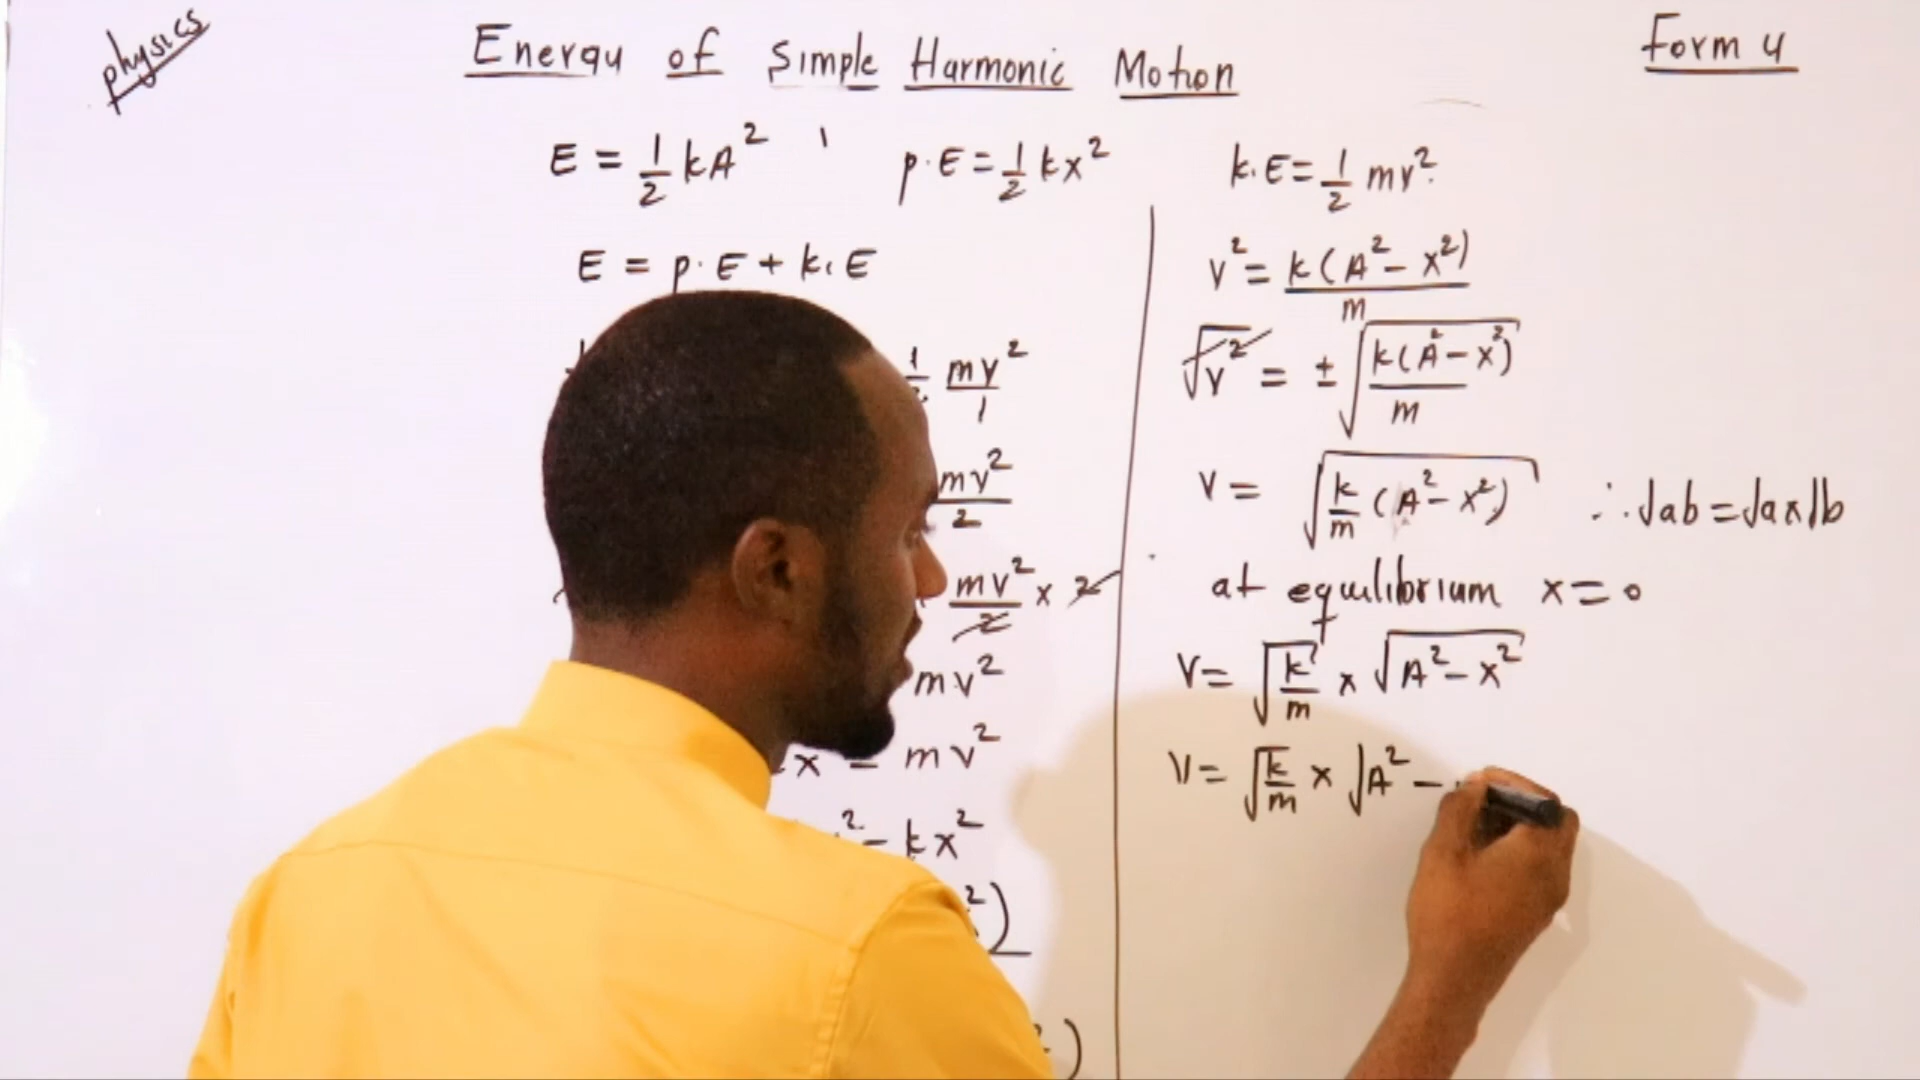 physics
Energy of Simple Harmonic Motion
Form 4
E = 1/2 kA²
P.E = 1/2 kx²
k.E = 1/2 mv²
E = P.E + k.E
mv²/1
mv²/2
mv²/2 x 2
mv²
x = mv²
² - kx²
²)
²)
v² = k(A² - x²)/m
√v² = ± √(k(A² - x²)/m)
v = √(k/m (A² - x²)) ∴ √ab = √a x √b
at equilibrium x = 0
v = √(k/m) x √(A² - x²)
v = √(k/m) x √A² -